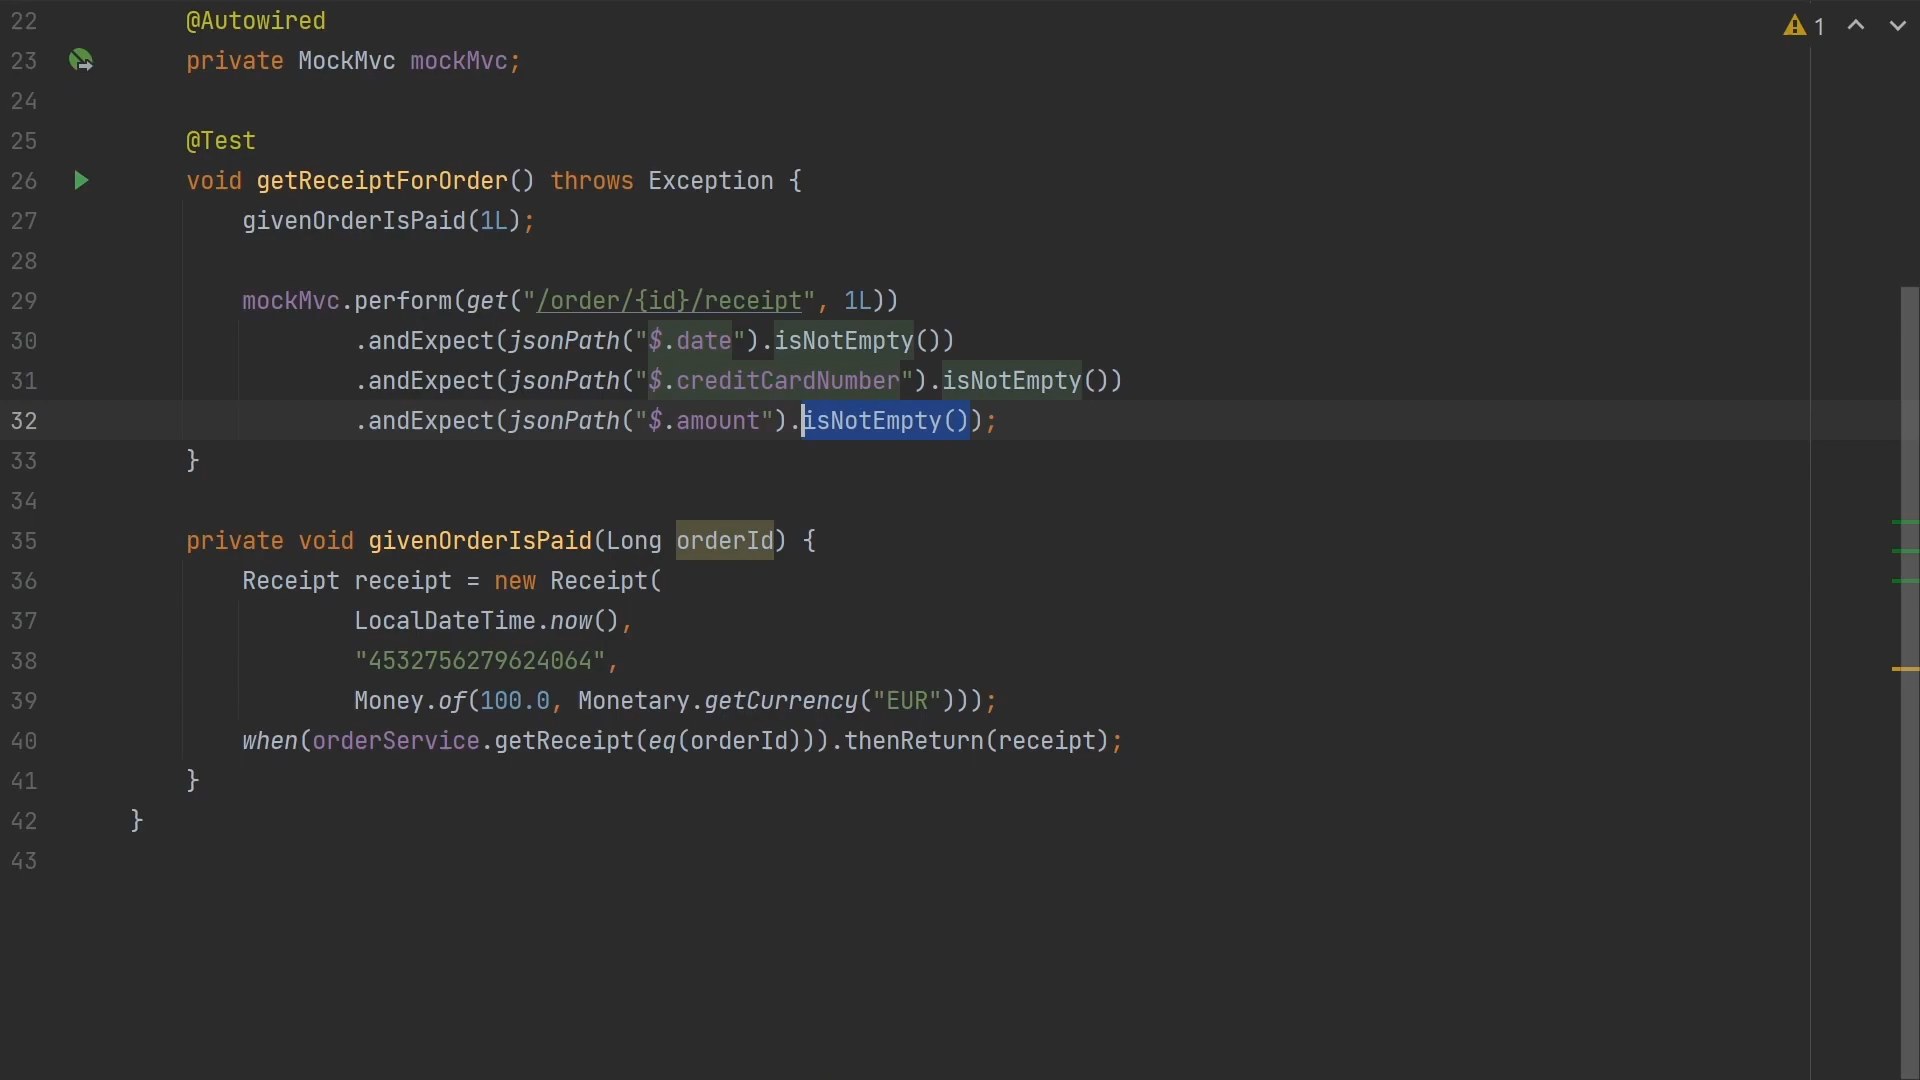 22 @Autowired
1
23 private MockMvc mockMvc;
24
25 @Test
26 void getReceiptForOrder() throws Exception {
27 givenOrderIsPaid(1L);
28
29 mockMvc.perform(get("/order/{id}/receipt", 1L))
30 .andExpect(jsonPath("$.date").isNotEmpty())
31 .andExpect(jsonPath("$.creditCardNumber").isNotEmpty())
32 .andExpect(jsonPath("$.amount").isNotEmpty());
33 }
34
35 private void givenOrderIsPaid(Long orderId) {
36 Receipt receipt = new Receipt(
37 LocalDateTime.now(),
38 "4532756279624064",
39 Money.of(100.0, Monetary.getCurrency("EUR")));
40 when(orderService.getReceipt(eq(orderId))).thenReturn(receipt);
41 }
42 }
43